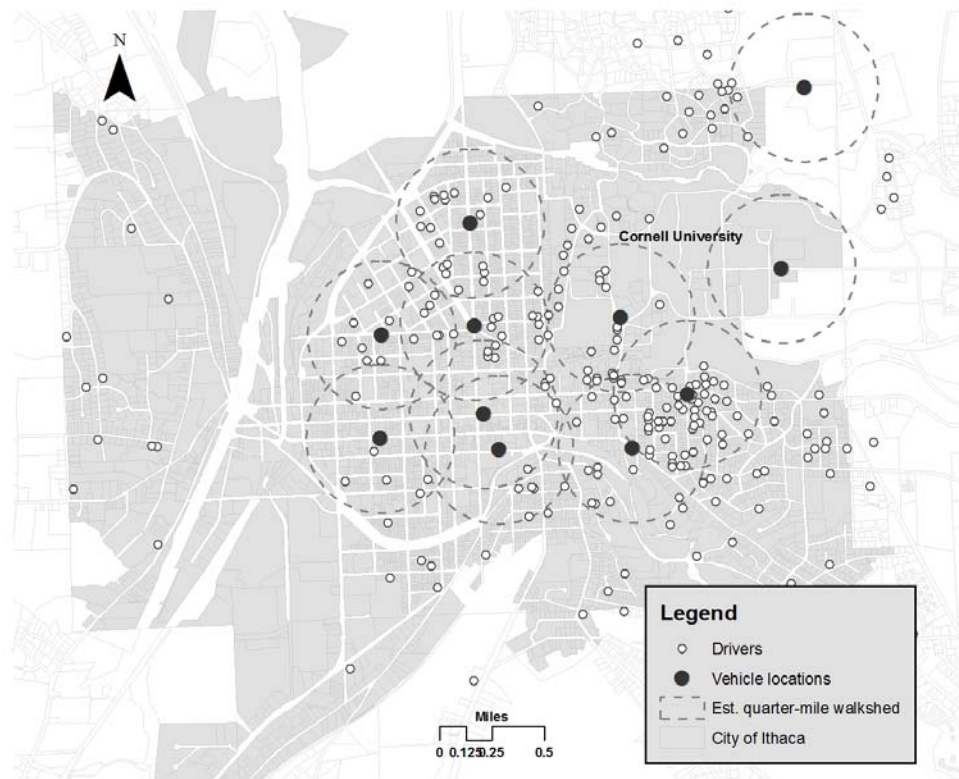 N
Cornell University
Legend
Drivers
Vehicle locations
Est. quarter-mile walkshed
City of Ithaca
Miles
0 0.125 0.25 0.5